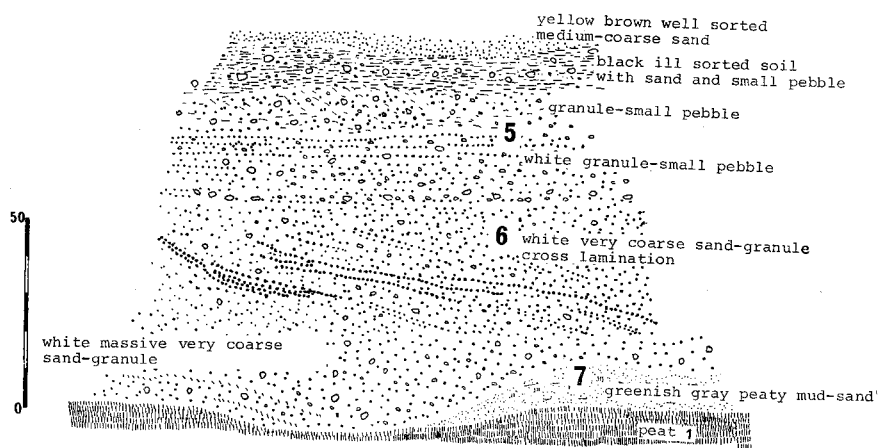 yellow brown well sorted
medium-coarse sand
black ill sorted soil
with sand and small pebble
granule-small pebble
5
white granule-small pebble
50
6 white very coarse sand-granule
cross lamination
white massive very coarse
sand-granule
7
greenish gray peaty mud-sand
0
peat 1